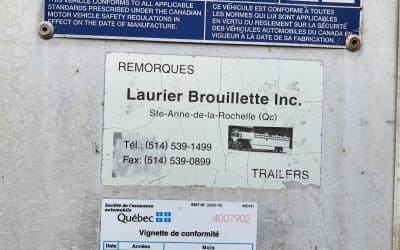 THIS VEHICLE CONFORMS TO ALL APPLICABLE
STANDARDS PRESCRIBED UNDER THE CANADIAN
MOTOR VEHICLE SAFETY REGULATIONS IN
EFFECT ON THE DATE OF MANUFACTURE.
CE VÉHICULE EST CONFORME À TOUTES
LES NORMES QUI LUI SONT APPLICABLES
EN VERTU DU RÈGLEMENT SUR LA SÉCURITÉ
DES VÉHICULES AUTOMOBILES DU CANADA EN
VIGUEUR À LA DATE DE SA FABRICATION.
REMORQUES
Laurier Brouillette Inc.
Ste-Anne-de-la-Rochelle (Qc)
Tél.: (514) 539-1499
Fax: (514) 539-0899
TRAILERS
Société de l'assurance
automobile
Québec
4007902
Vignette de conformité
Date
Années
Mois